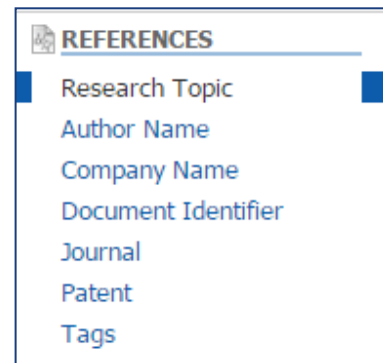 REFERENCES
Research Topic
Author Name
Company Name
Document Identifier
Journal
Patent
Tags